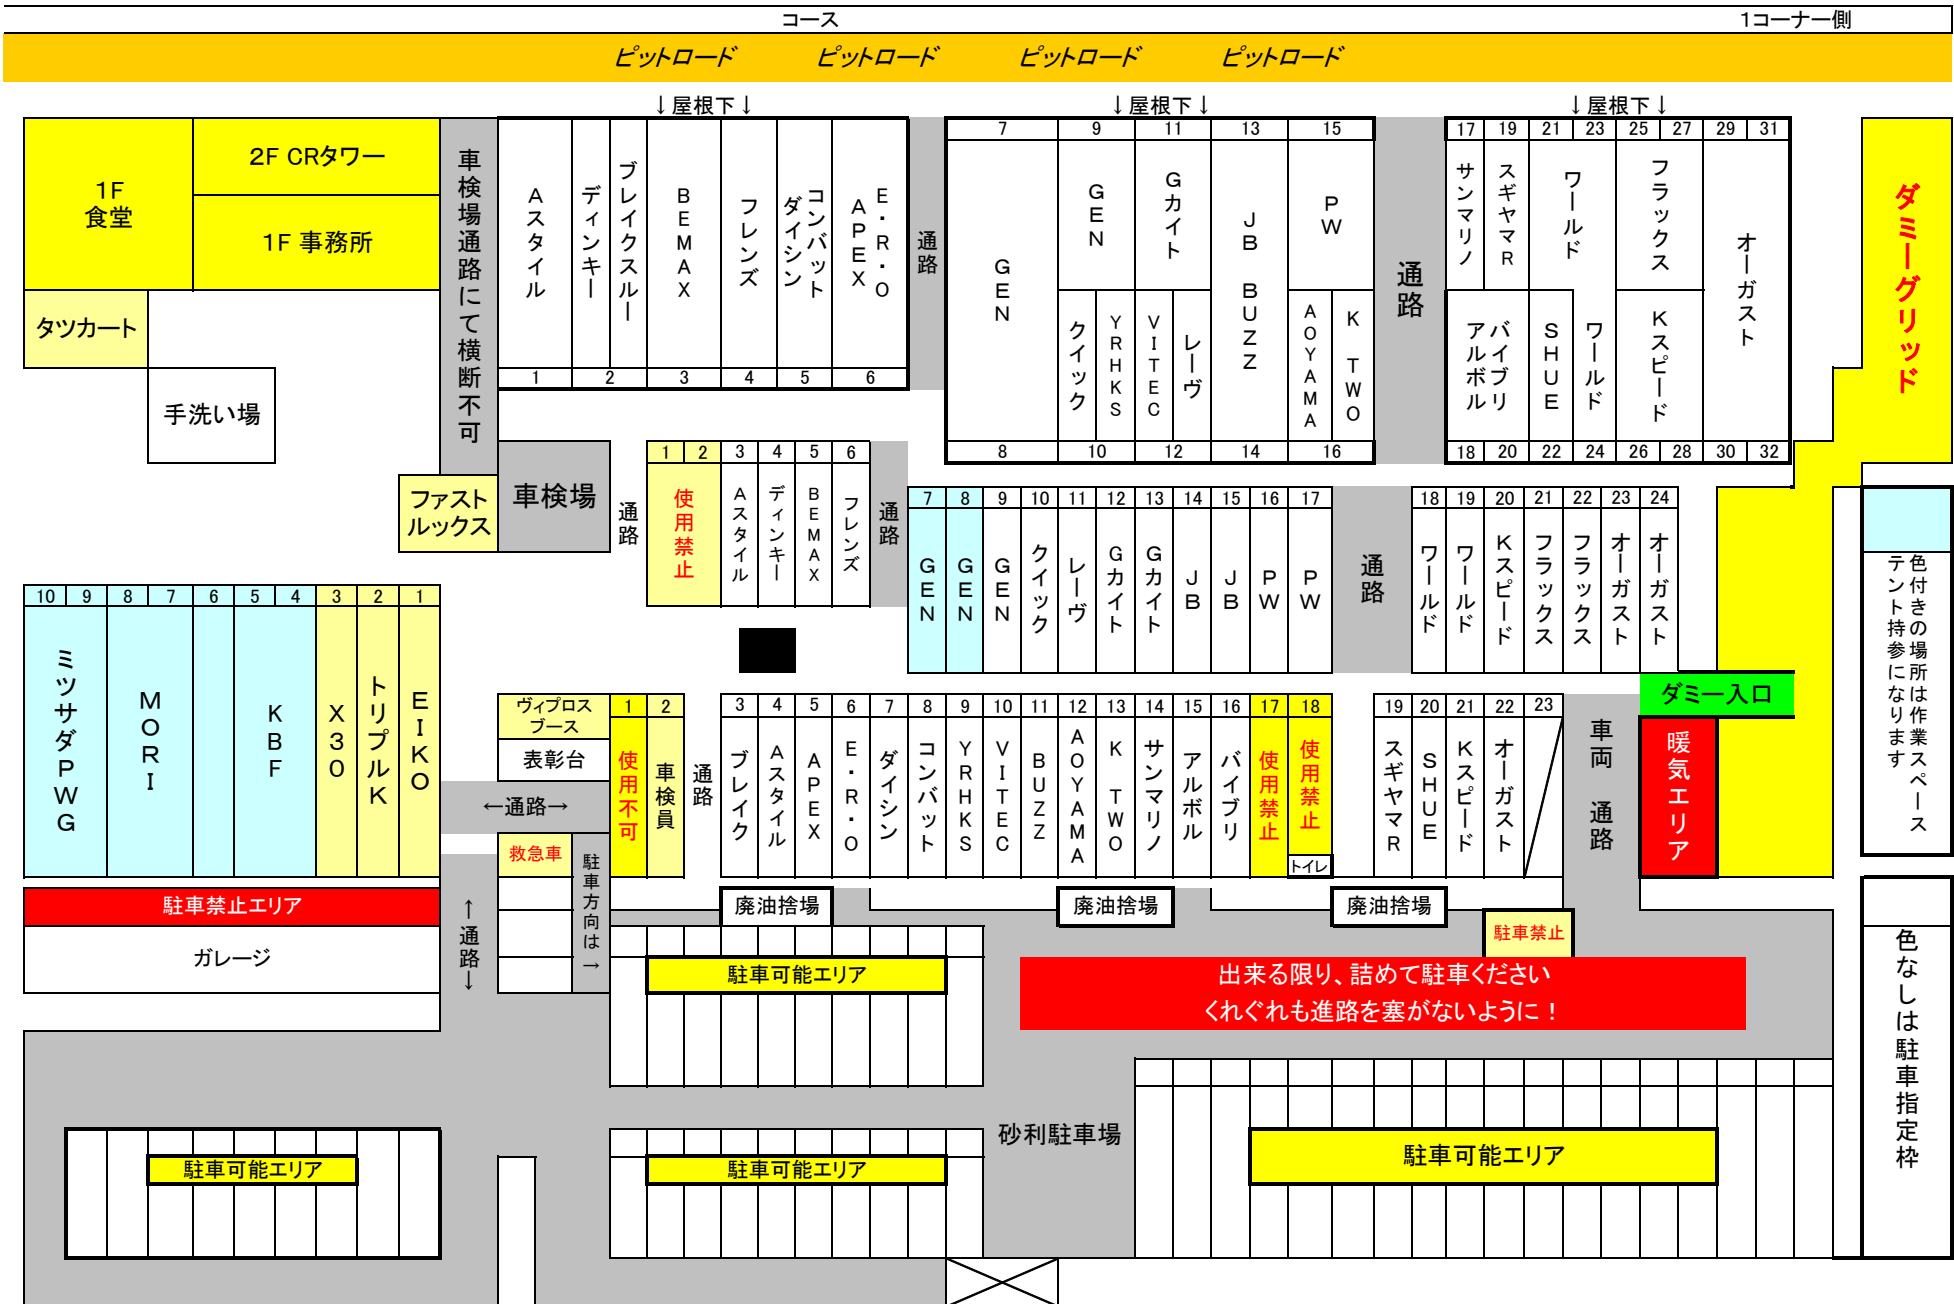 コース
1コーナー側
ピットロード ピットロード ピットロード ピットロード
↓屋根下↓ ↓屋根下↓ ↓屋根下↓
1F
食堂
2F CRタワー
1F 事務所
タツカート
手洗い場
車検場通路にて横断不可
Aスタイル
ディンキー
ブレイクスルー
BEMAX
フレンズ
コンバット
ダイシン
E・R・O
APEX
1 2 3 4 5 6
通路
7 9 11 13 15
GEN
GEN
Gカイト
JB BUZZ
PW
クイック
YRHKS
VITEC
レーヴ
AOYAMA
K TWO
8 10 12 14 16
通路
17 19 21 23 25 27 29 31
サンマリノ
スギヤマR
ワールド
フラックス
オーガスト
バイブリ
アルボル
SHUE
ワールド
Kスピード
18 20 22 24 26 28 30 32
ダミーグリッド
ファスト
ルックス
車検場
通路
1 2 3 4 5 6
使用禁止
Aスタイル
ディンキー
BEMAX
フレンズ
通路
7 8 9 10 11 12 13 14 15 16 17
GEN
GEN
GEN
クイック
レーヴ
Gカイト
Gカイト
JB
JB
PW
PW
通路
18 19 20 21 22 23 24
ワールド
ワールド
Kスピード
フラックス
フラックス
オーガスト
オーガスト
色付きの場所は作業スペース
テント持参になります
10 9 8 7 6 5 4 3 2 1
ミツサダPWG
MORI
KBF
X30
トリプルK
EIKO
ヴィプロス
ブース
表彰台
←通路→
1 2
使用不可
車検員
通路
3 4 5 6 7 8 9 10 11 12 13 14 15 16 17 18
ブレイク
Aスタイル
APEX
E・R・O
ダイシン
コンバット
YRHKS
VITEC
BUZZ
AOYAMA
K TWO
サンマリノ
アルボル
バイブリ
使用禁止
使用禁止
トイレ
19 20 21 22 23
スギヤマR
SHUE
Kスピード
オーガスト
車両 通路
ダミー入口
暖気エリア
救急車
駐車方向は→
駐車禁止エリア
ガレージ
←通路→
廃油捨場 廃油捨場 廃油捨場
駐車禁止
駐車可能エリア
出来る限り、詰めて駐車ください
くれぐれも進路を塞がないように！
色なしは駐車指定枠
砂利駐車場
駐車可能エリア
駐車可能エリア
駐車可能エリア